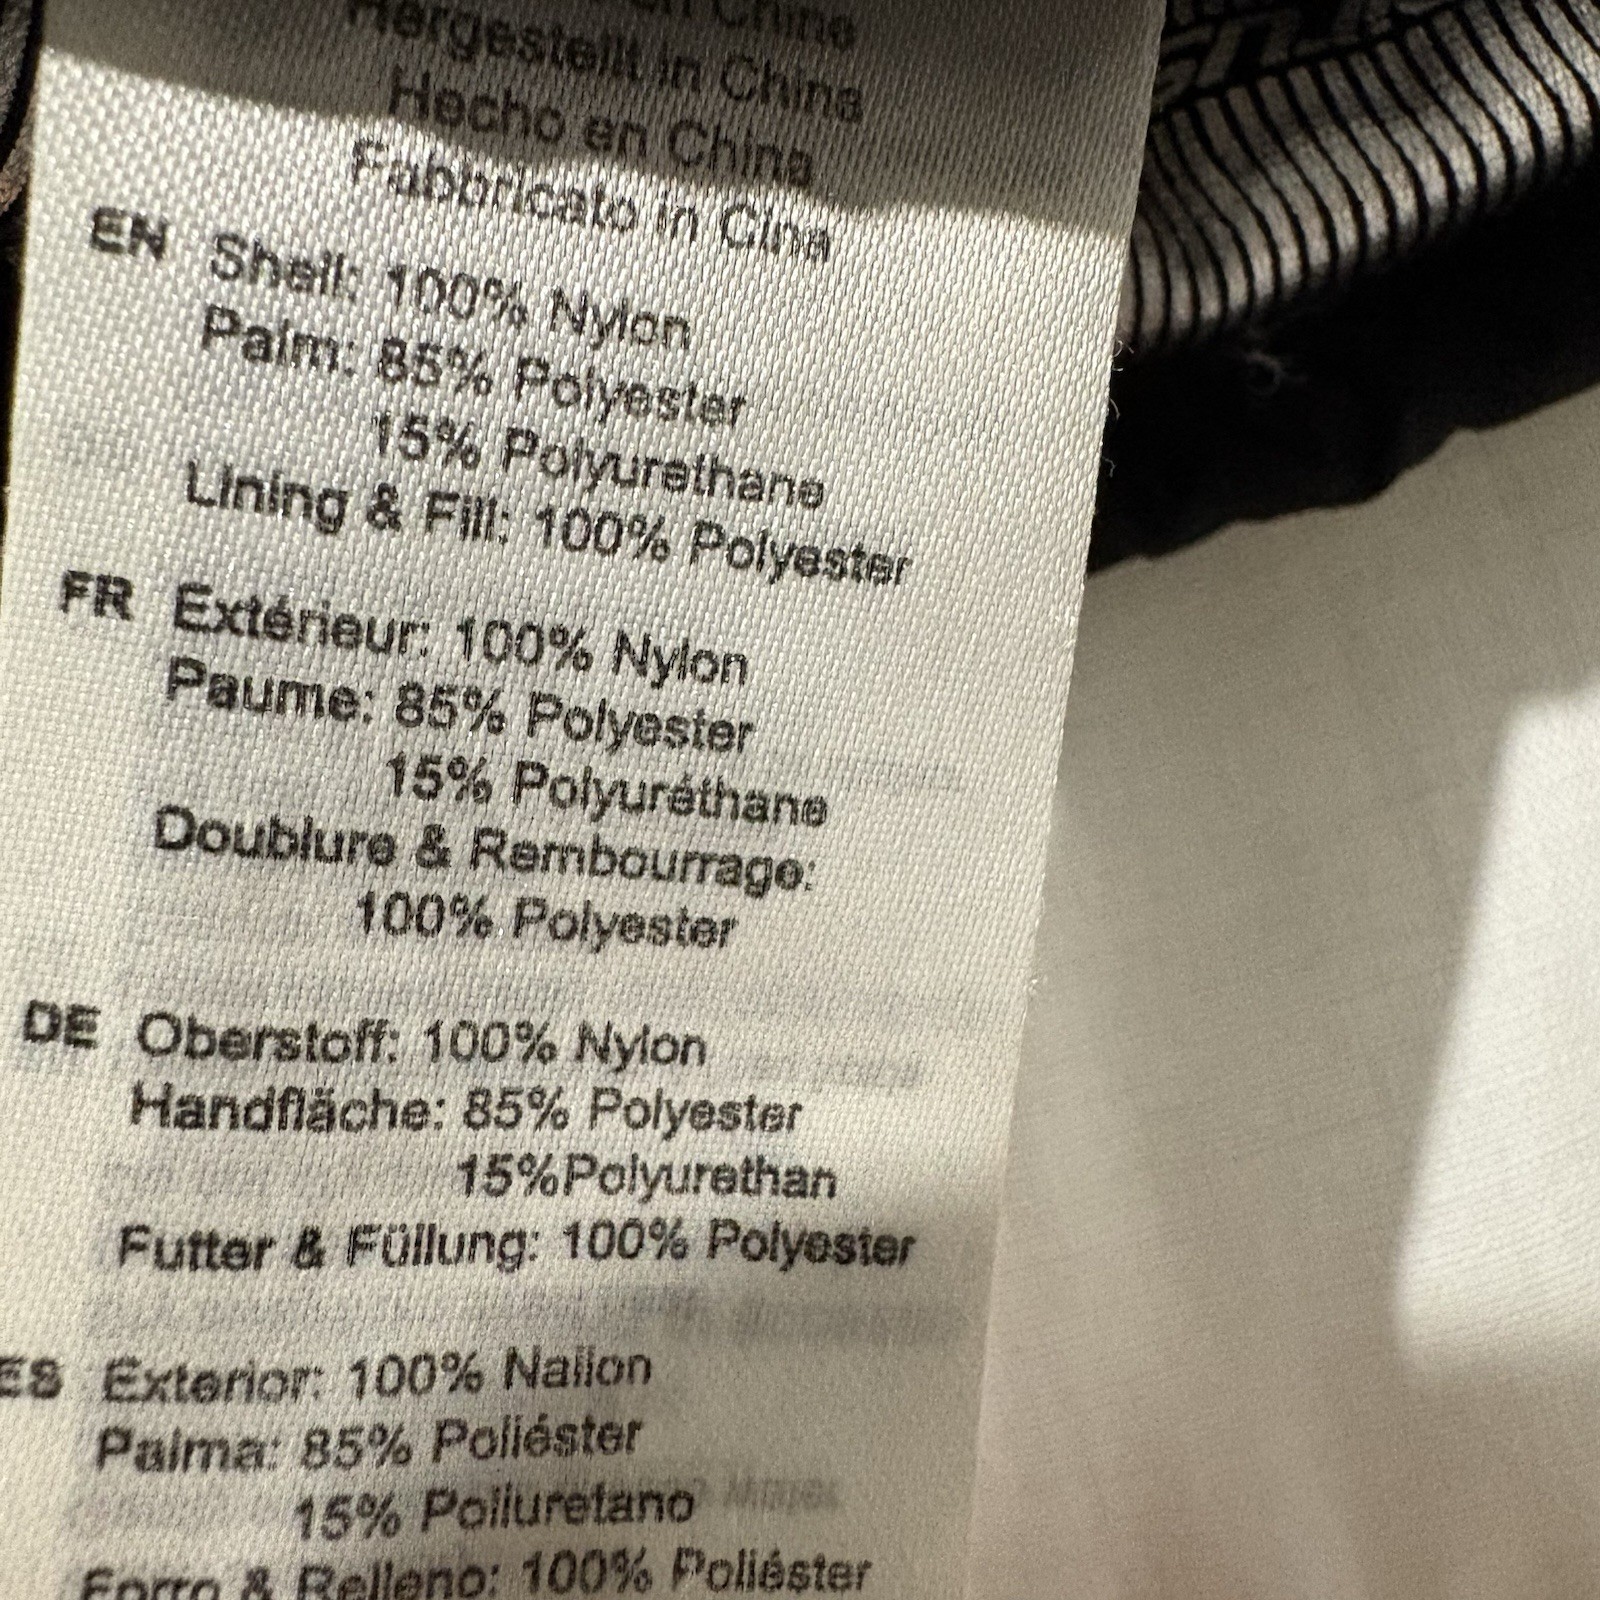 en Chine
Hergestellt in China
Hecho en China
Fabbricato in Cina
EN Shell: 100% Nylon
Palm: 85% Polyester
15% Polyurethane
Lining & Fill: 100% Polyester
FR Extérieur: 100% Nylon
Paume: 85% Polyester
15% Polyuréthane
Doublure & Rembourrage:
100% Polyester
DE Oberstoff: 100% Nylon
Handfläche: 85% Polyester
15%Polyurethan
Futter & Füllung: 100% Polyester
ES Exterior: 100% Nailon
Palma: 85% Poliéster
15% Poliuretano
Forro & Relleno: 100% Poliéster